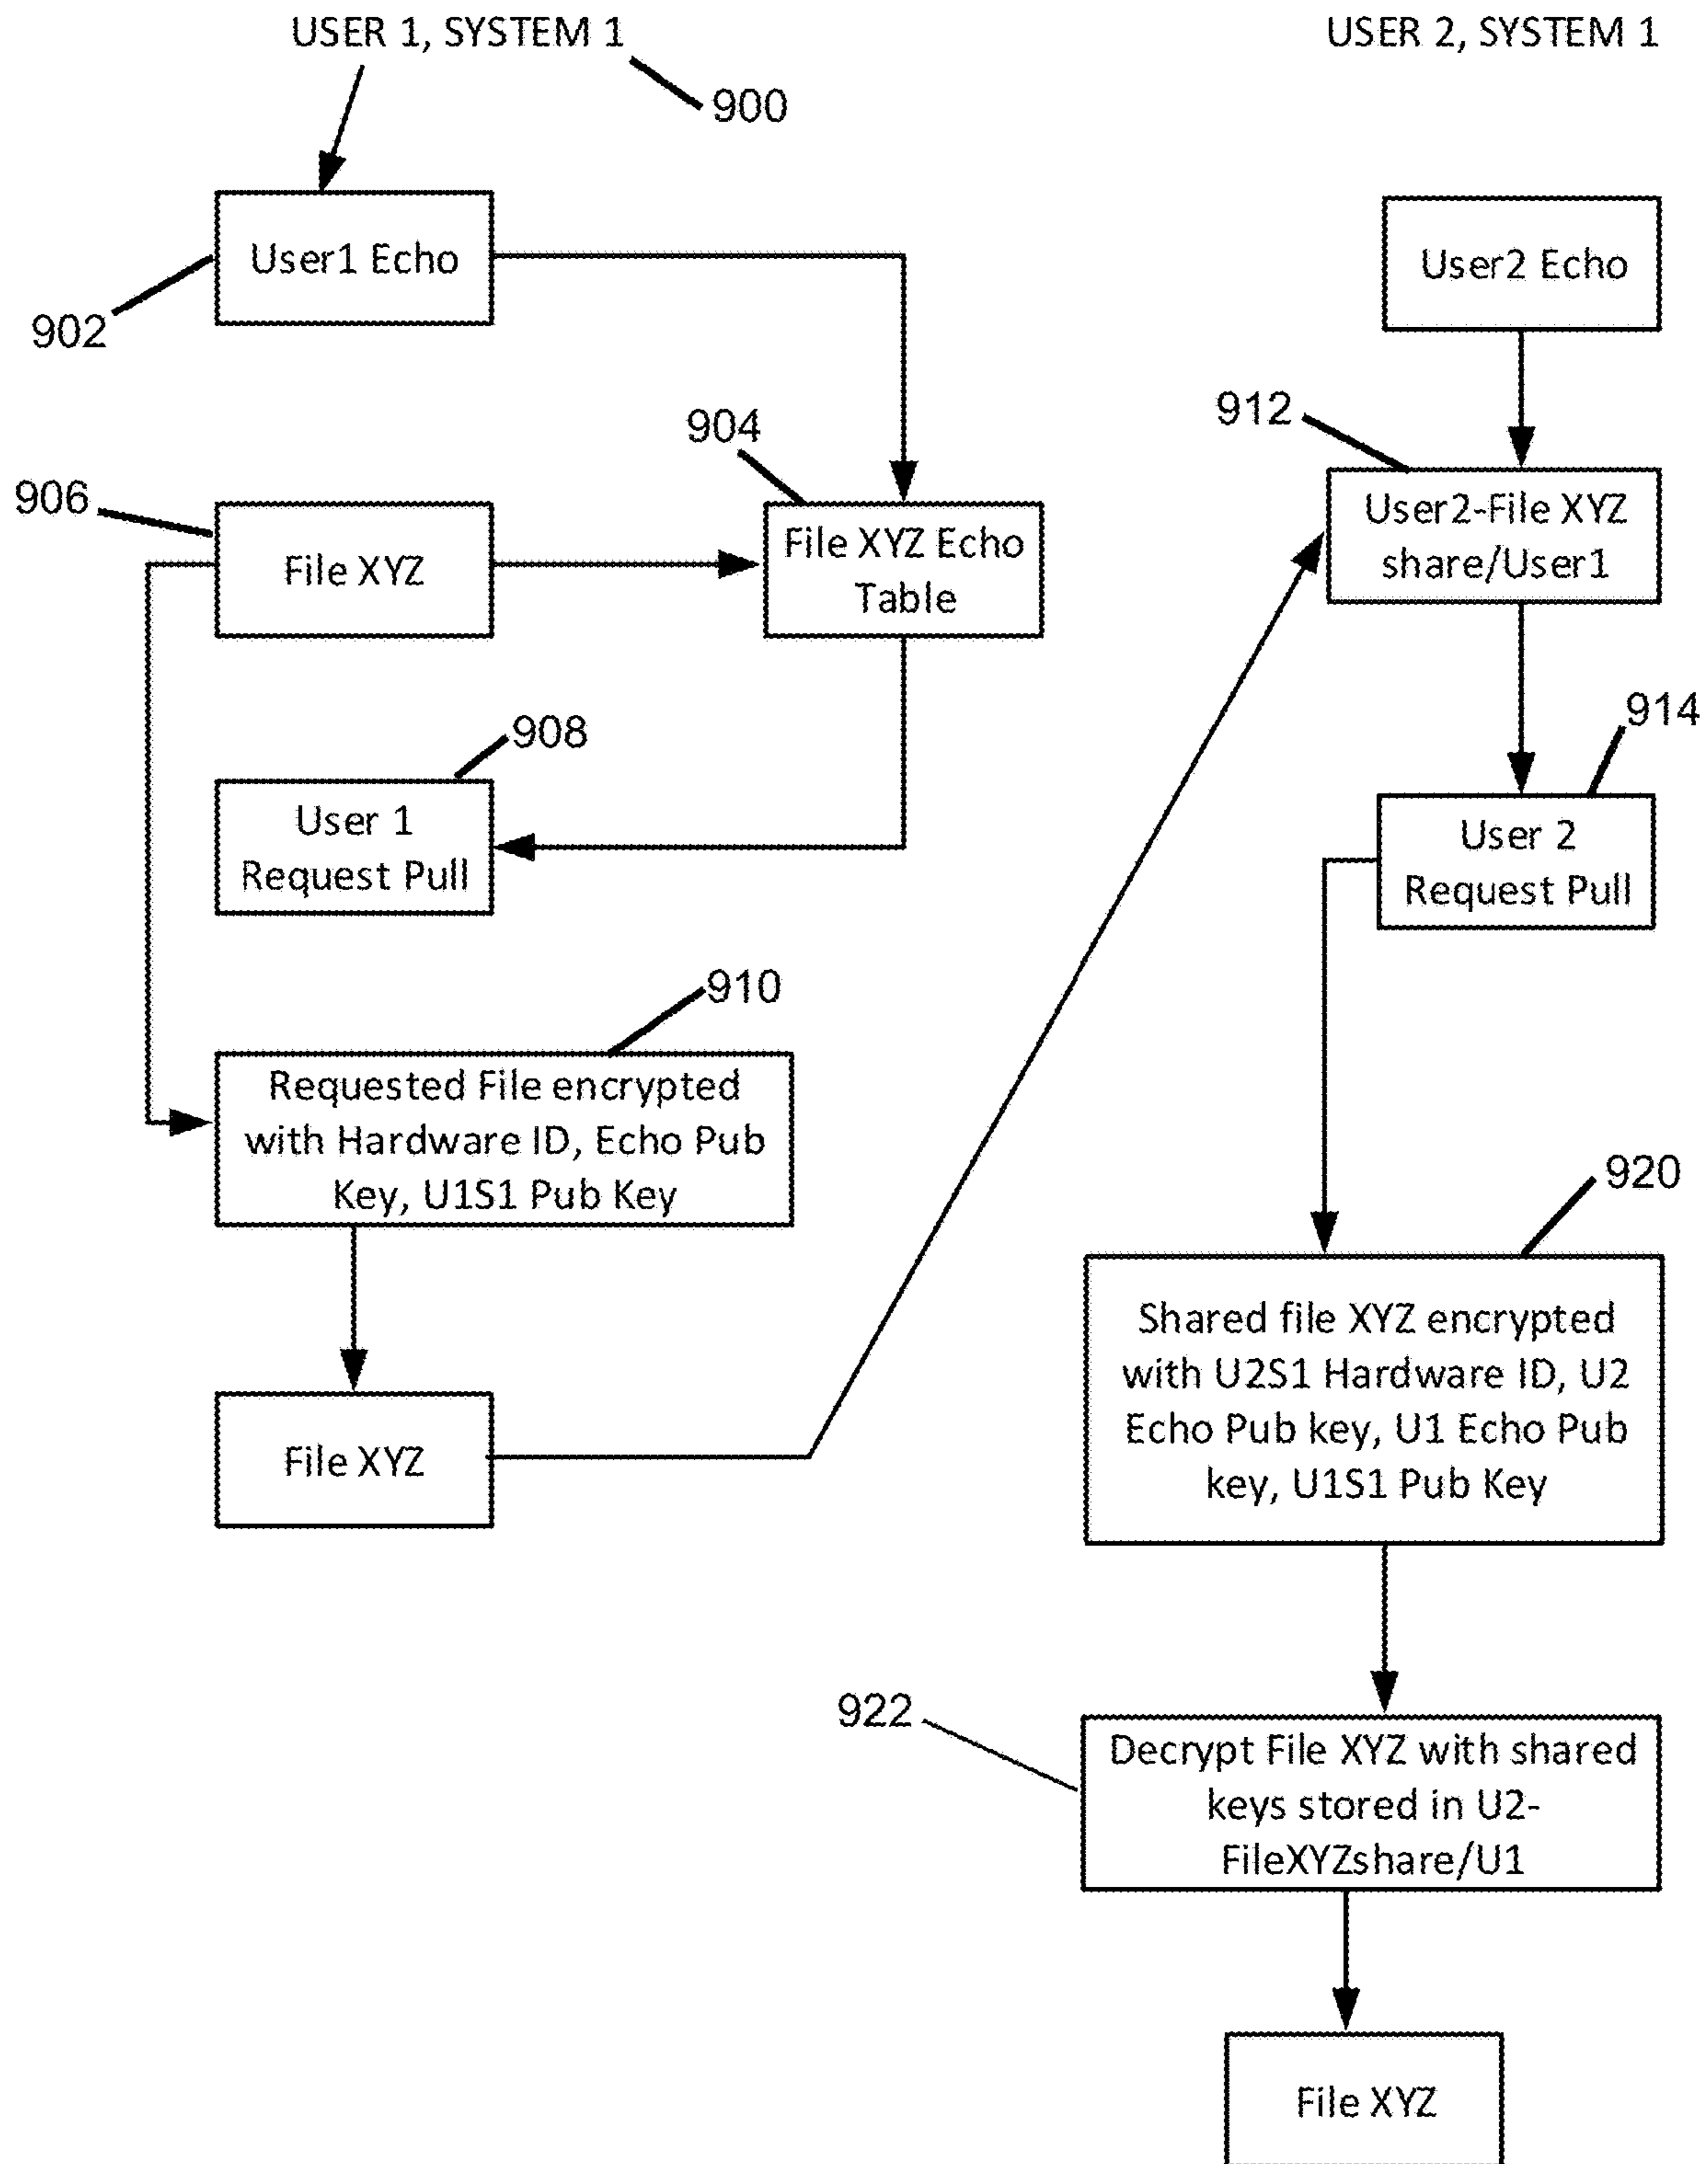 USER 1, SYSTEM 1
USER 2, SYSTEM 1
900
User1 Echo
User2 Echo
902
912
904
906
File XYZ
File XYZ Echo
Table
User2-File XYZ
share/User1
908
914
User 1
Request Pull
User 2
Request Pull
910
Requested File encrypted
with Hardware ID, Echo Pub
Key, U1S1 Pub Key
920
Shared file XYZ encrypted
with U2S1 Hardware ID, U2
Echo Pub key, U1 Echo Pub
key, U1S1 Pub Key
File XYZ
922
Decrypt File XYZ with shared
keys stored in U2-
FileXYZshare/U1
File XYZ